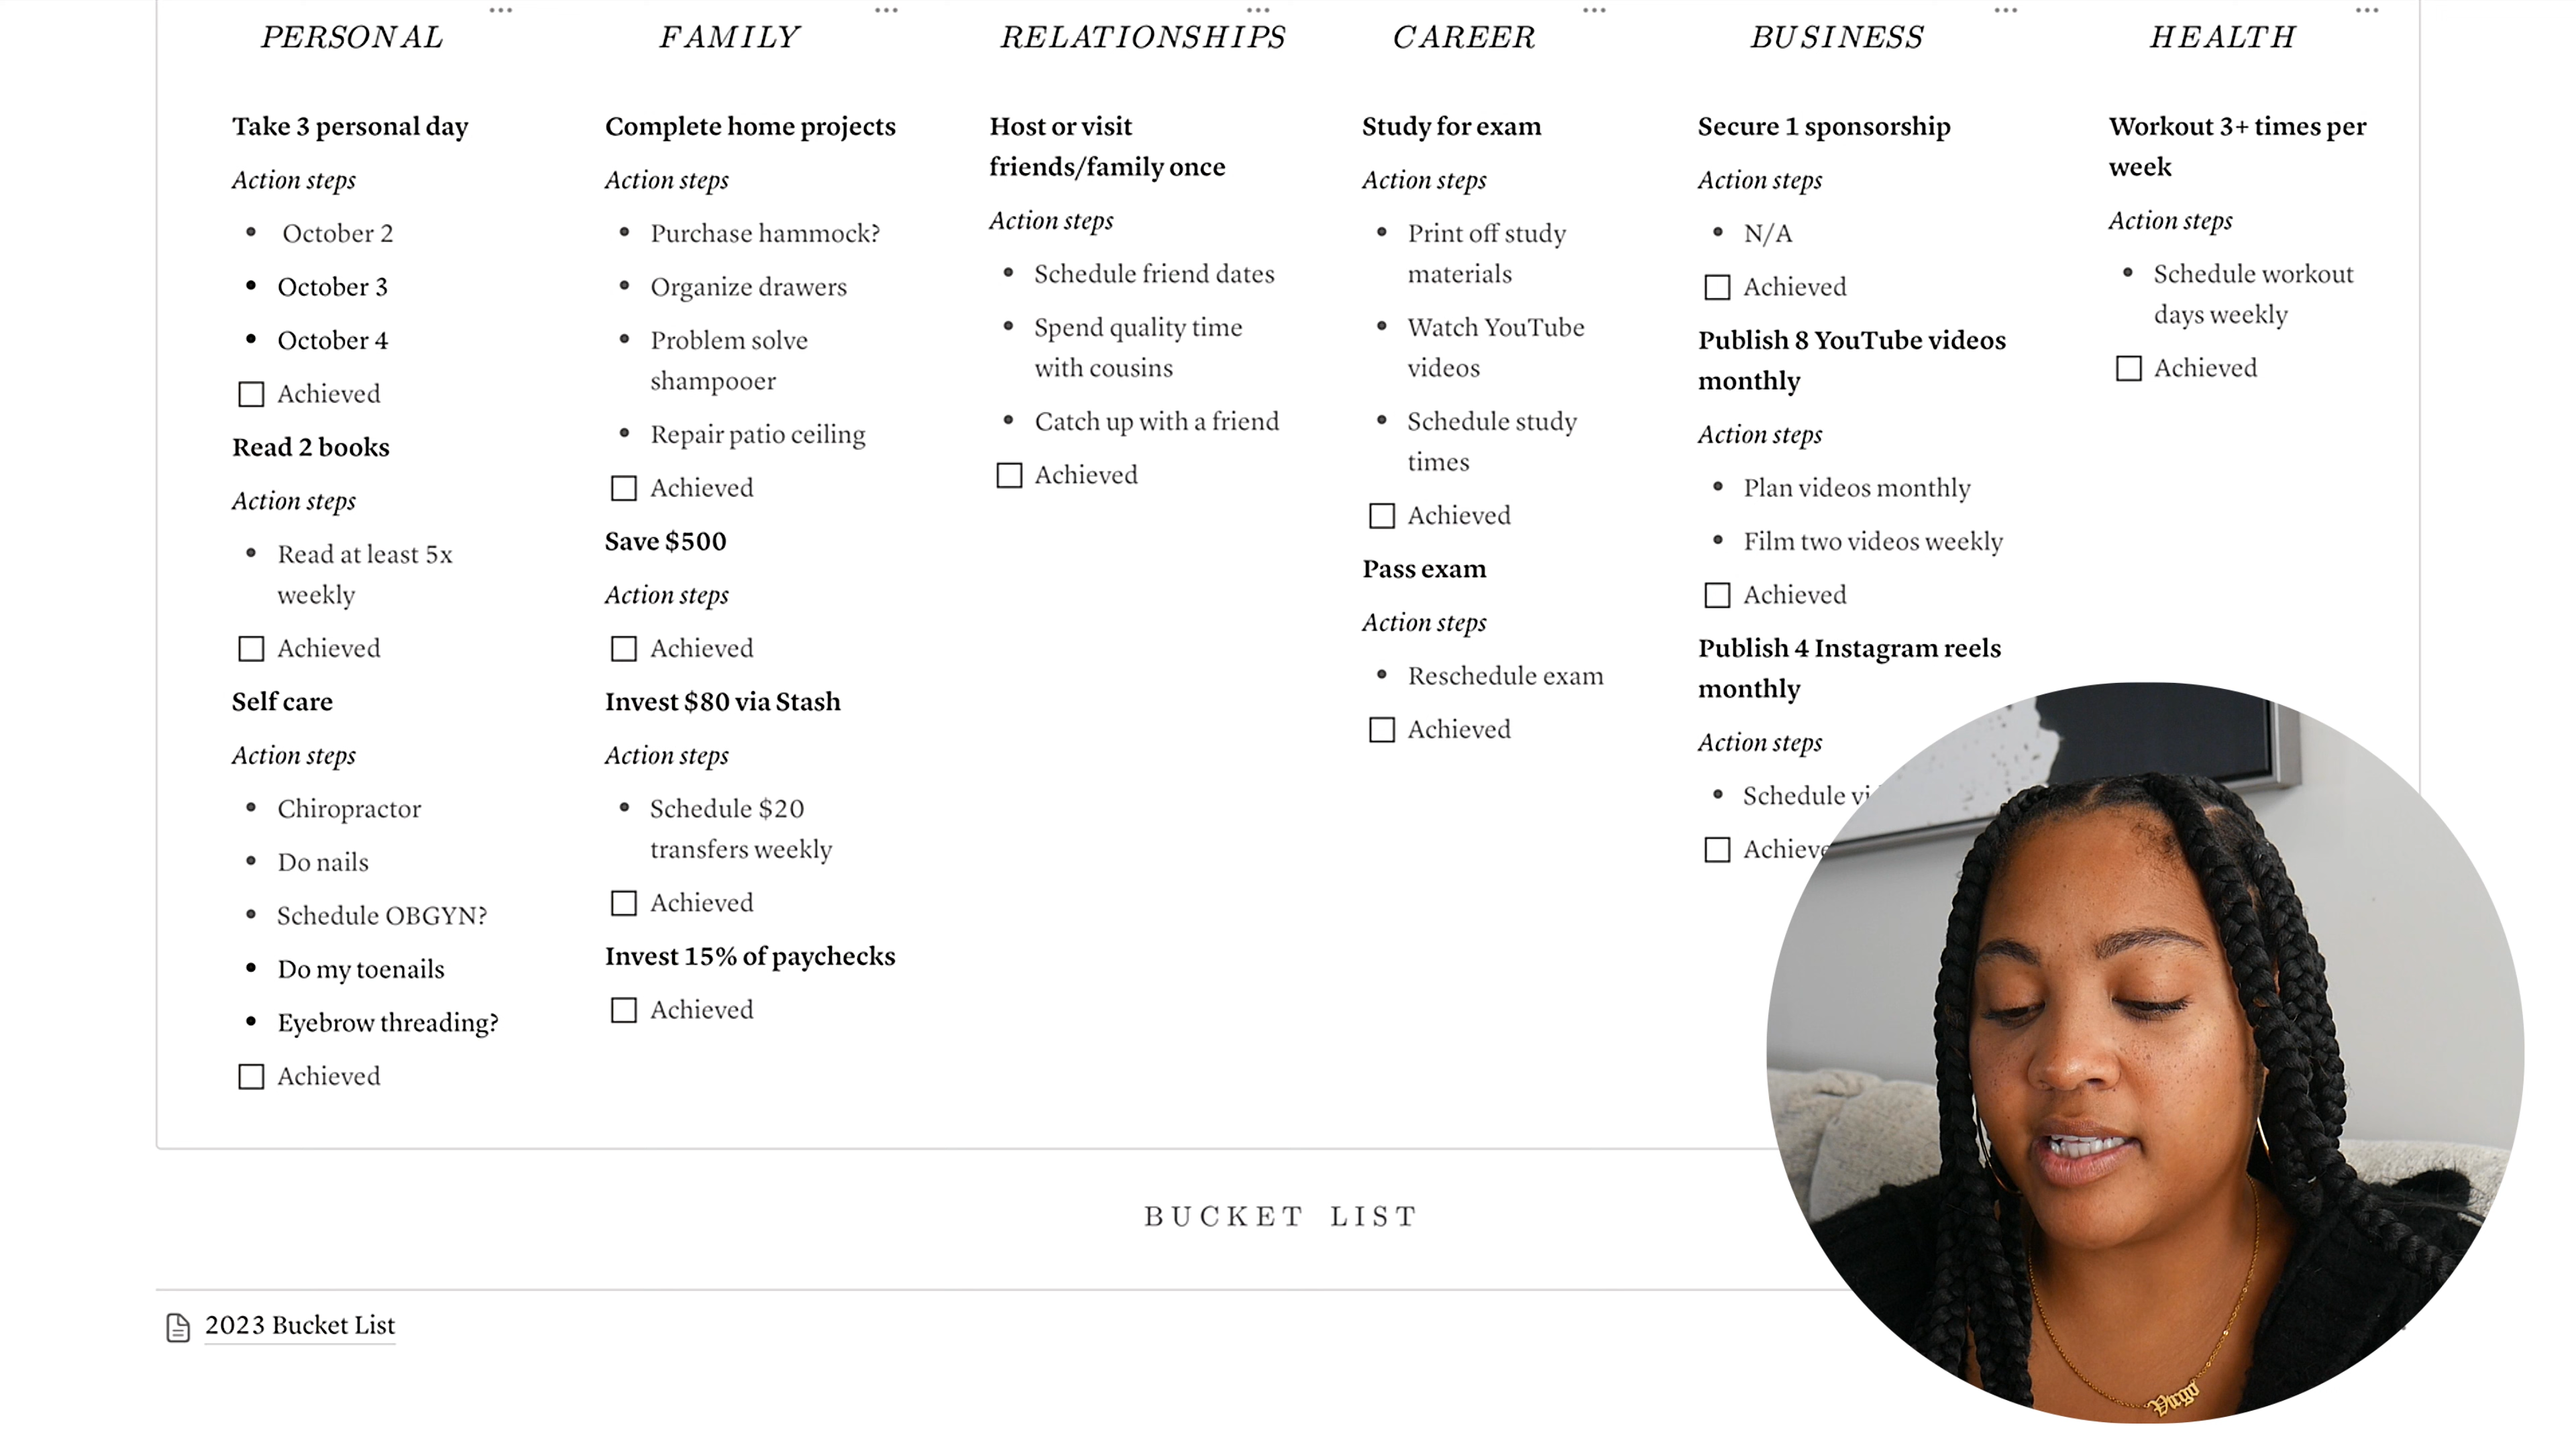 PERSONAL
Take 3 personal day
Action steps
October 2
October 3
October 4
Achieved
Read 2 books
Action steps
Read at least 5x
weekly
Achieved
Self care
Action steps
Chiropractor
Do nails
Schedule OBGYN?
Do my toenails
Eyebrow threading?
Achieved
FAMILY
Complete home projects
Action steps
Purchase hammock?
Organize drawers
Problem solve
shampooer
Repair patio ceiling
Achieved
Save $500
Action steps
Achieved
Invest $80 via Stash
Action steps
Schedule $20
transfers weekly
Achieved
Invest 15% of paychecks
Achieved
RELATIONSHIPS
Host or visit
friends/family once
Action steps
Schedule friend dates
Spend quality time
with cousins
Catch up with a friend
Achieved
CAREER
Study for exam
Action steps
Print off study
materials
Watch YouTube
videos
Schedule study
times
Achieved
Pass exam
Action steps
Reschedule exam
Achieved
BUSINESS
Secure 1 sponsorship
Action steps
N/A
Achieved
Publish 8 YouTube videos
monthly
Action steps
Plan videos monthly
Film two videos weekly
Achieved
Publish 4 Instagram reels
monthly
Action steps
Schedule
HEALTH
Workout 3+ times per
week
Action steps
Schedule workout
days weekly
Achieved
BUCKET LIST
2023 Bucket List
Virgo